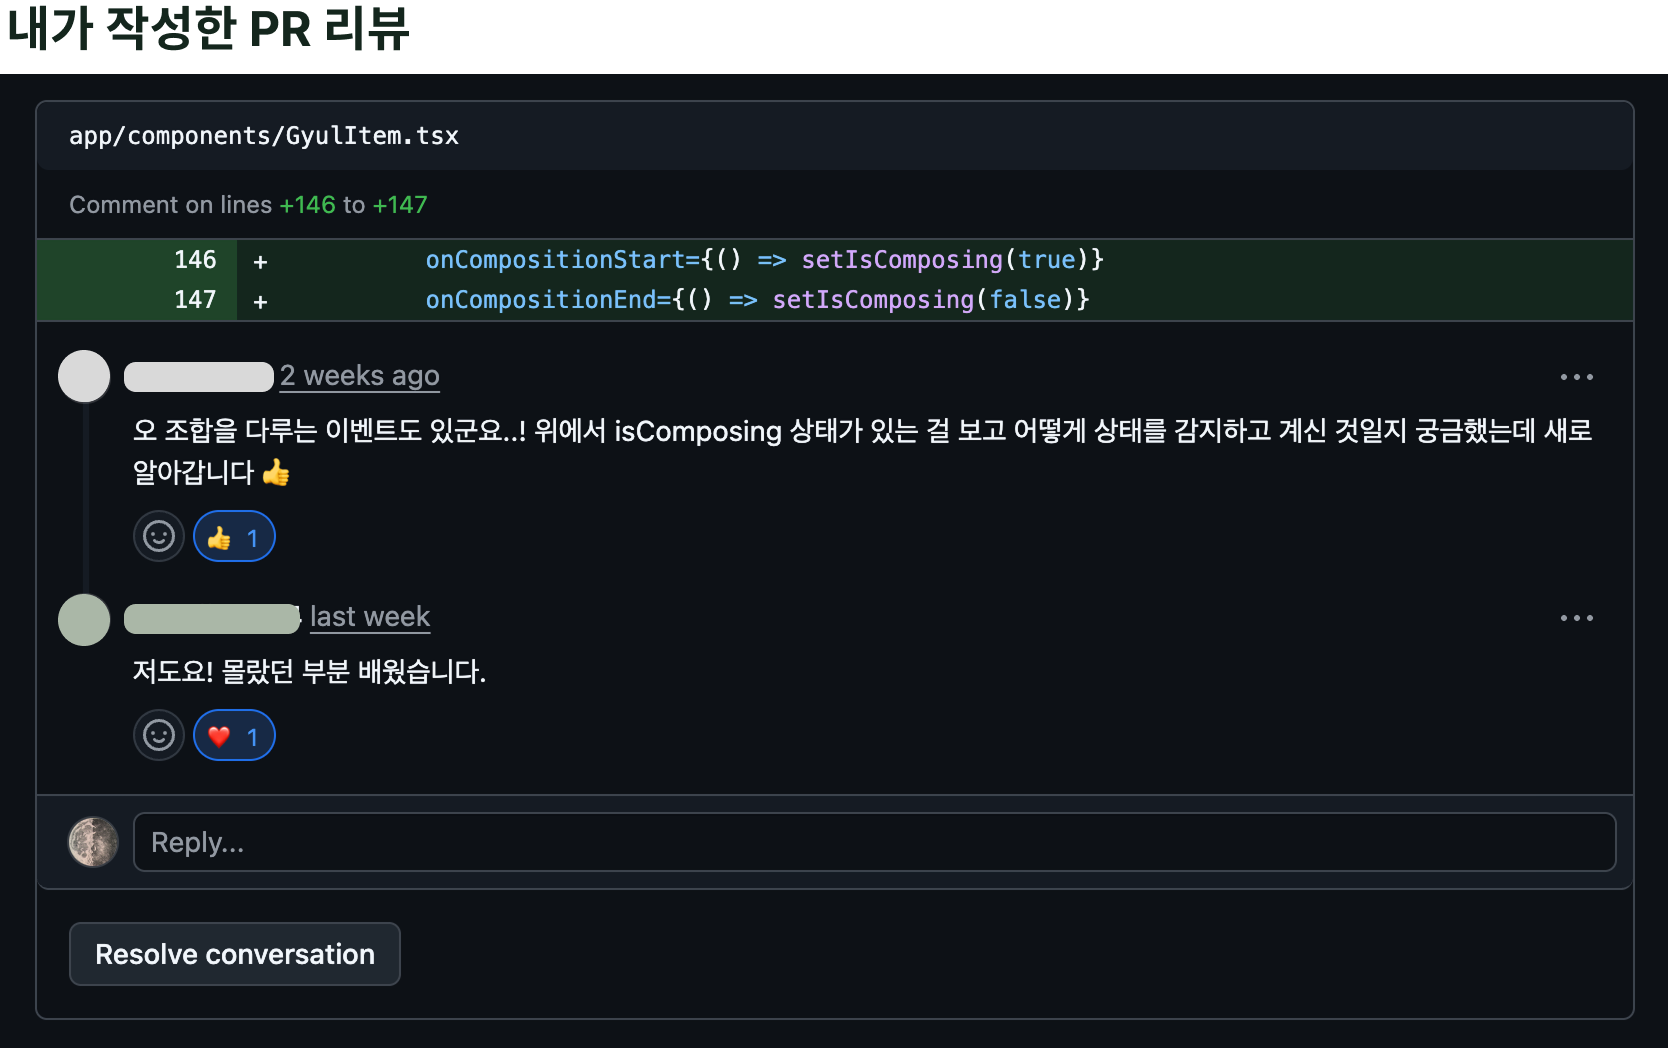 내가 작성한 PR 리뷰
app/components/GyulItem.tsx
Comment on lines +146 to +147
146 + onCompositionStart={() => setIsComposing(true)}
147 + onCompositionEnd={() => setIsComposing(false)}
2 weeks ago
오 조합을 다루는 이벤트도 있군요..! 위에서 isComposing 상태가 있는 걸 보고 어떻게 상태를 감지하고 계신 것일지 궁금했는데 새로
알아갑니다 👍
👍 1
last week
저도요! 몰랐던 부분 배웠습니다.
❤️ 1
Reply...
Resolve conversation